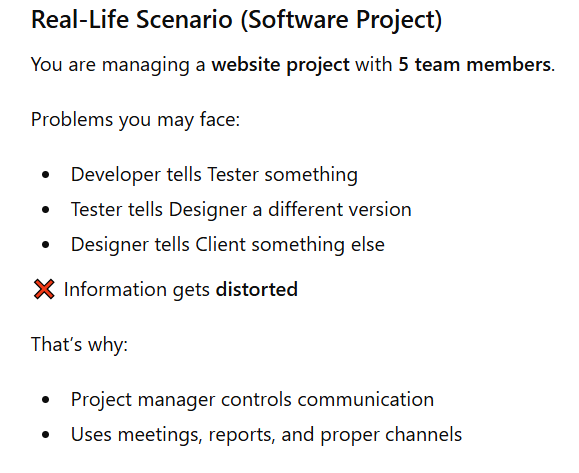 Real-Life Scenario (Software Project)
You are managing a website project with 5 team members.
Problems you may face:
• Developer tells Tester something
• Tester tells Designer a different version
• Designer tells Client something else
❌ Information gets distorted
That’s why:
• Project manager controls communication
• Uses meetings, reports, and proper channels